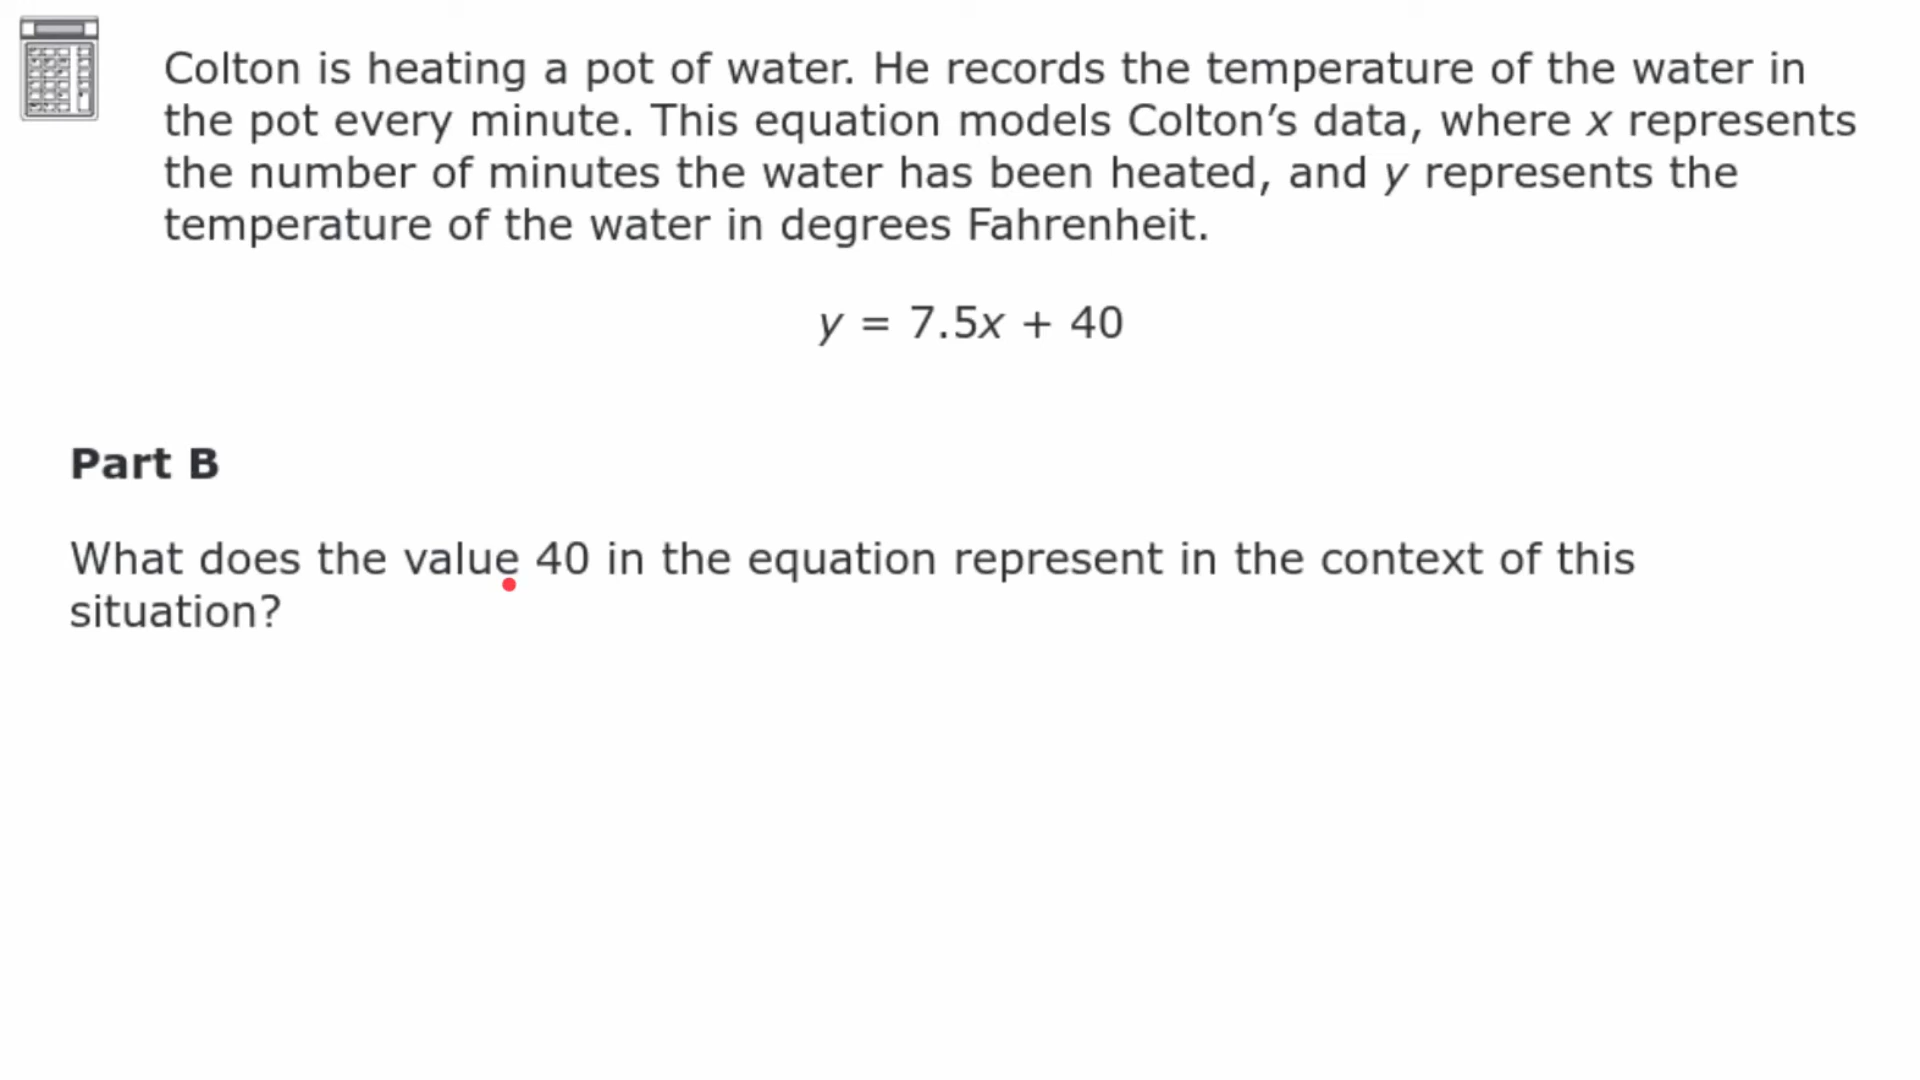 Colton is heating a pot of water. He records the temperature of the water in
the pot every minute. This equation models Colton’s data, where x represents
the number of minutes the water has been heated, and y represents the
temperature of the water in degrees Fahrenheit.
y = 7.5x + 40
Part B
What does the value 40 in the equation represent in the context of this
situation?